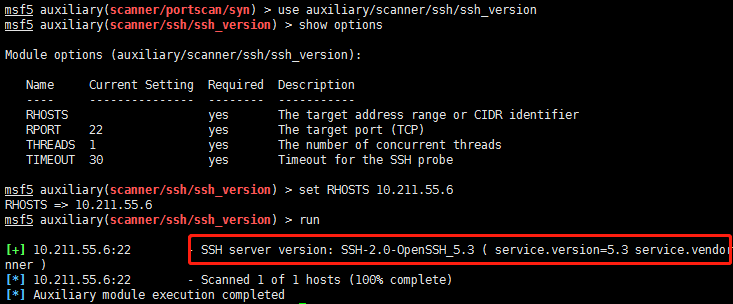 msf5 auxiliary(scanner/portscan/syn) > use auxiliary/scanner/ssh/ssh_version
msf5 auxiliary(scanner/ssh/ssh_version) > show options
Module options (auxiliary/scanner/ssh/ssh_version):
Name     Current Setting  Required  Description
----     ---------------  --------  -----------
RHOSTS                    yes       The target address range or CIDR identifier
RPORT    22               yes       The target port (TCP)
THREADS  1                yes       The number of concurrent threads
TIMEOUT  30               yes       Timeout for the SSH probe
msf5 auxiliary(scanner/ssh/ssh_version) > set RHOSTS 10.211.55.6
RHOSTS => 10.211.55.6
msf5 auxiliary(scanner/ssh/ssh_version) > run
[+] 10.211.55.6:22        - SSH server version: SSH-2.0-OpenSSH_5.3 ( service.version=5.3 service.vendor
nner )
[*] 10.211.55.6:22        - Scanned 1 of 1 hosts (100% complete)
[*] Auxiliary module execution completed